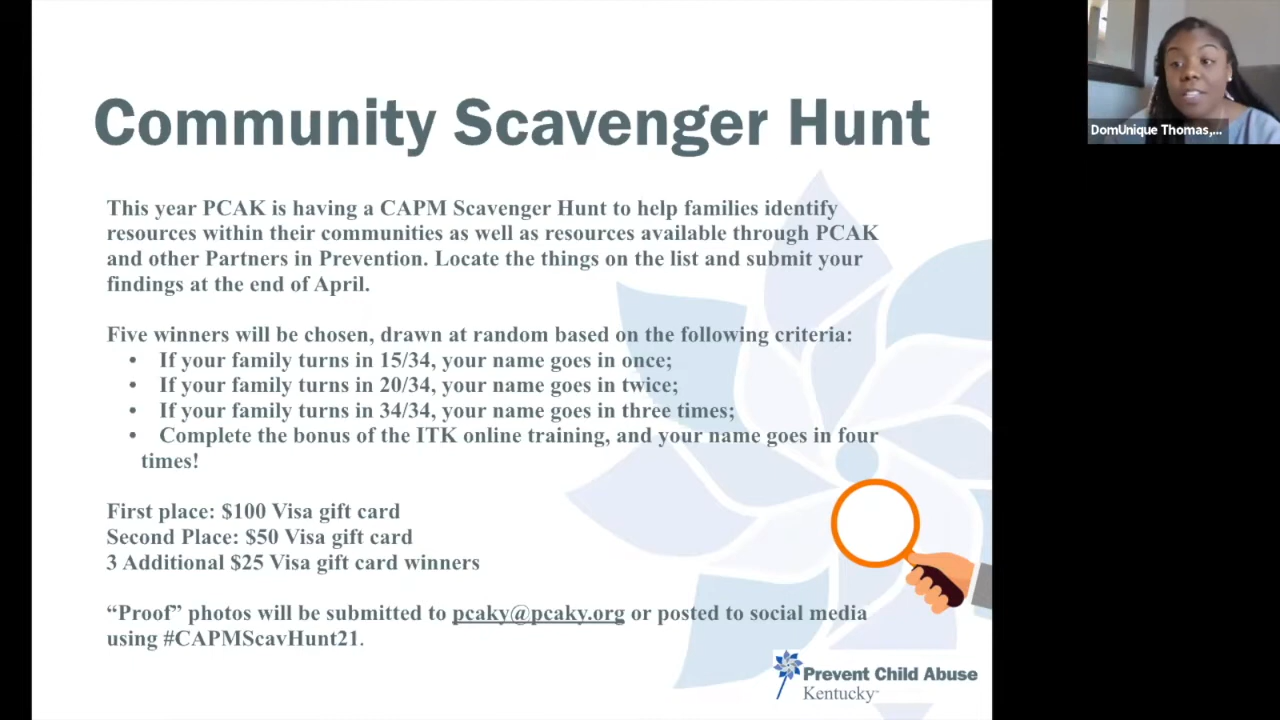 Community Scavenger Hunt
This year PCAK is having a CAPM Scavenger Hunt to help families identify
resources within their communities as well as resources available through PCAK
and other Partners in Prevention. Locate the things on the list and submit your
findings at the end of April.
Five winners will be chosen, drawn at random based on the following criteria:
• If your family turns in 15/34, your name goes in once;
• If your family turns in 20/34, your name goes in twice;
• If your family turns in 34/34, your name goes in three times;
• Complete the bonus of the ITK online training, and your name goes in four
times!
First place: $100 Visa gift card
Second Place: $50 Visa gift card
3 Additional $25 Visa gift card winners
“Proof” photos will be submitted to pcaky@pcaky.org or posted to social media
using #CAPMScavHunt21.
Prevent Child Abuse
Kentucky
DomUnique Thomas,...